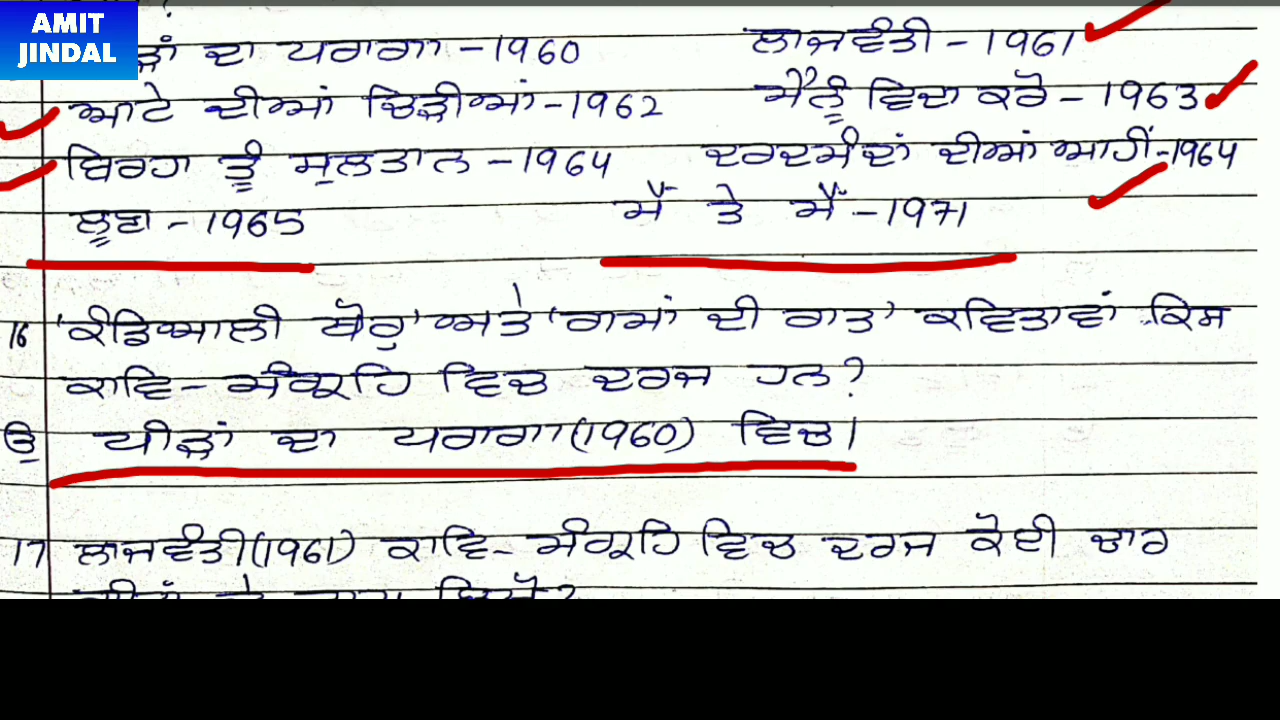 AMIT
JINDAL
ਦਾ ਪਰਾਗਾ - 1960 ਲਾਜਵੰਤੀ - 1961
ਆਟੇ ਦੀਆਂ ਚਿੜੀਆਂ - 1962 ਮੈਨੂੰ ਵਿਦਾ ਕਰੋ - 1963
ਬਿਰਹਾ ਤੂੰ ਸੁਲਤਾਨ - 1964 ਦਰਦਮੰਦਾਂ ਦੀਆਂ ਆਹੀਂ - 1964
ਲੂਣਾ - 1965 ਮੈਂ ਤੇ ਮੈਂ - 1971
16 'ਕੰਡਿਆਲੀ ਥੋਰ੍ਹ' ਅਤੇ 'ਗਮਾਂ ਦੀ ਰਾਤ' ਕਵਿਤਾਵਾਂ ਕਿਸ
ਕਾਵਿ - ਸੰਗ੍ਰਹਿ ਵਿਚ ਦਰਜ ਹਨ?
ਉ ਪੀੜਾਂ ਦਾ ਪਰਾਗਾ (1960) ਵਿਚ।
17 ਲਾਜਵੰਤੀ (1961) ਕਾਵਿ - ਸੰਗ੍ਰਹਿ ਵਿਚ ਦਰਜ ਕੋਈ ਚਾਰ